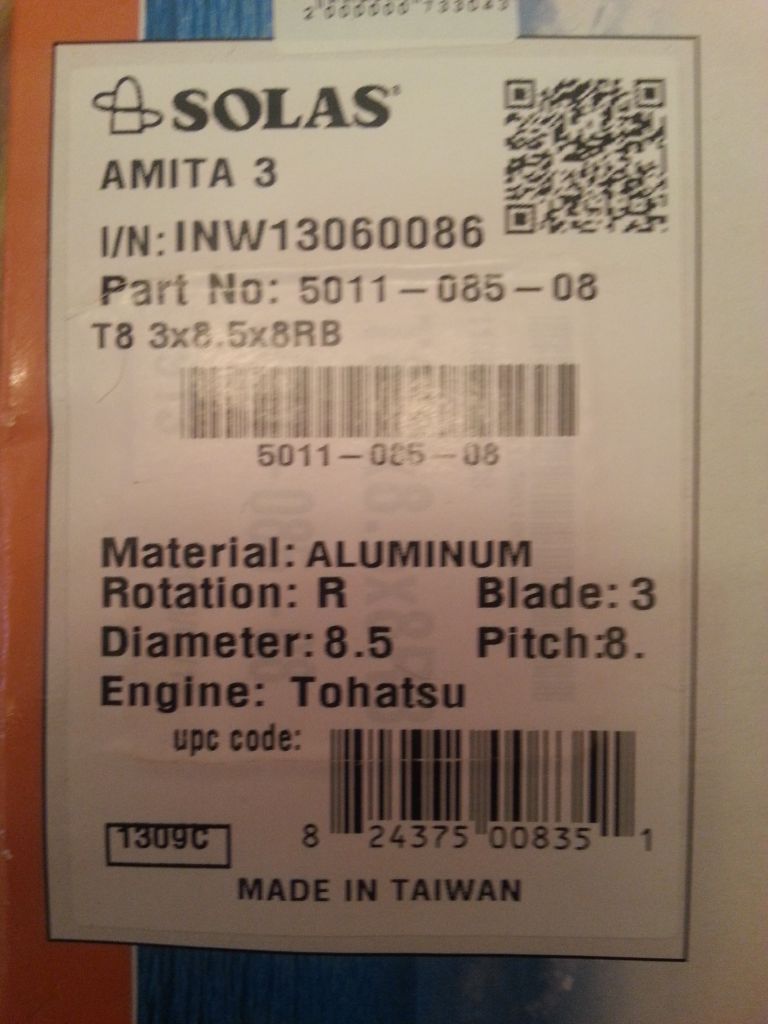 SOLAS®
AMITA 3
I/N: INW13060086
Part No: 5011-085-08
T8 3x8.5x8RB
5011-085-08
Material: ALUMINUM
Rotation: R Blade: 3
Diameter: 8.5 Pitch:8.
Engine: Tohatsu
upc code:
8 24375 00835 1
1309C
MADE IN TAIWAN